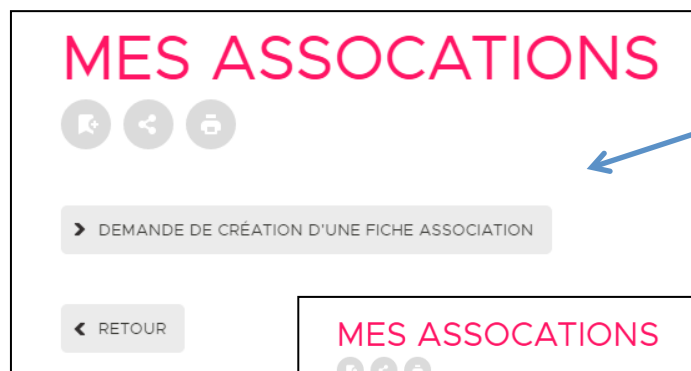 MES ASSOCATIONS
DEMANDE DE CRÉATION D'UNE FICHE ASSOCIATION
RETOUR
MES ASSOCATIONS